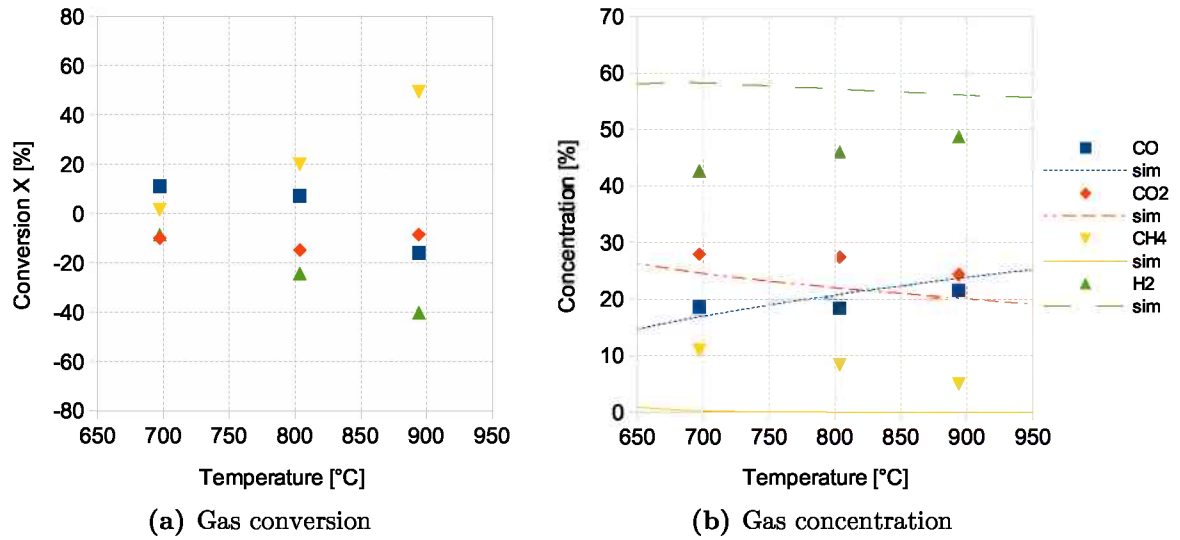 80
60
40
20
0
-20
-40
-60
-80
650 700 750 800 850 900 950
Conversion X [%]
Temperature [°C]
(a) Gas conversion
70
60
50
40
30
20
10
0
650 700 750 800 850 900 950
Concentration [%]
Temperature [°C]
CO
sim
CO2
sim
CH4
sim
H2
sim
(b) Gas concentration